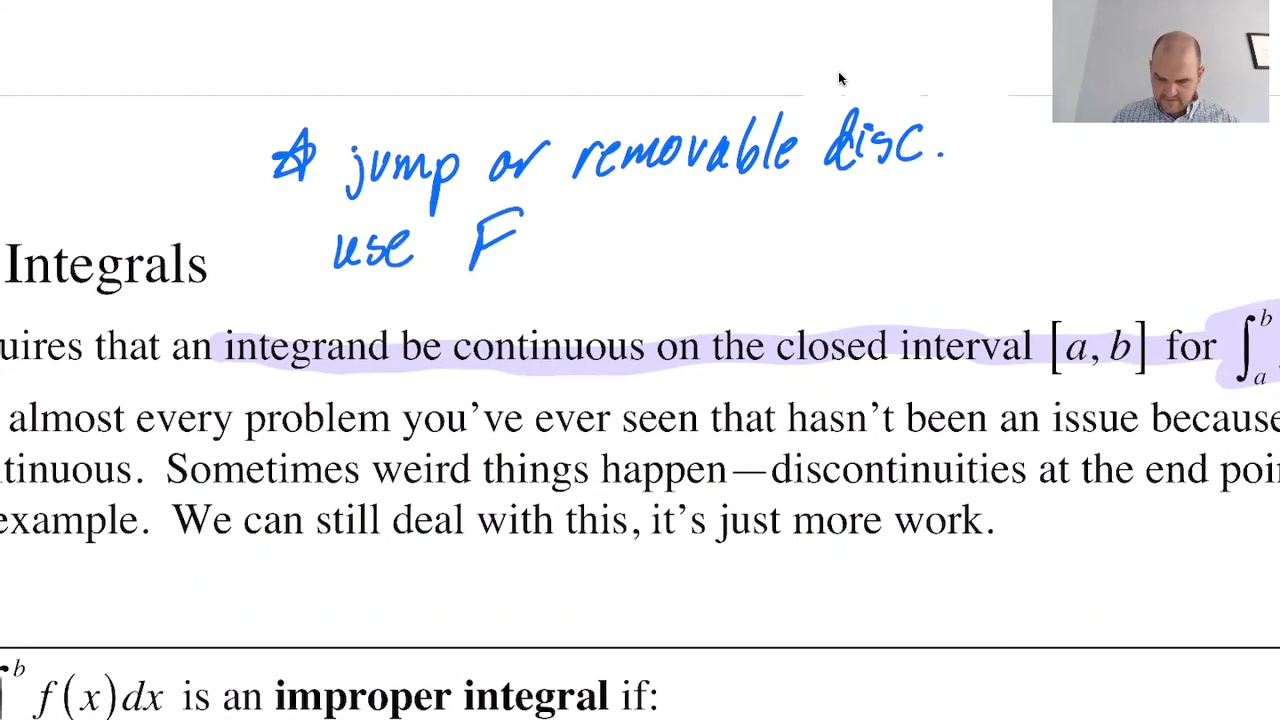 ☆ jump or removable disc.
use F
Integrals
uires that an integrand be continuous on the closed interval [a, b] for ∫_a^b
almost every problem you've ever seen that hasn't been an issue because
tinuous. Sometimes weird things happen—discontinuities at the end poin
example. We can still deal with this, it's just more work.
∫^b f(x)dx is an improper integral if: